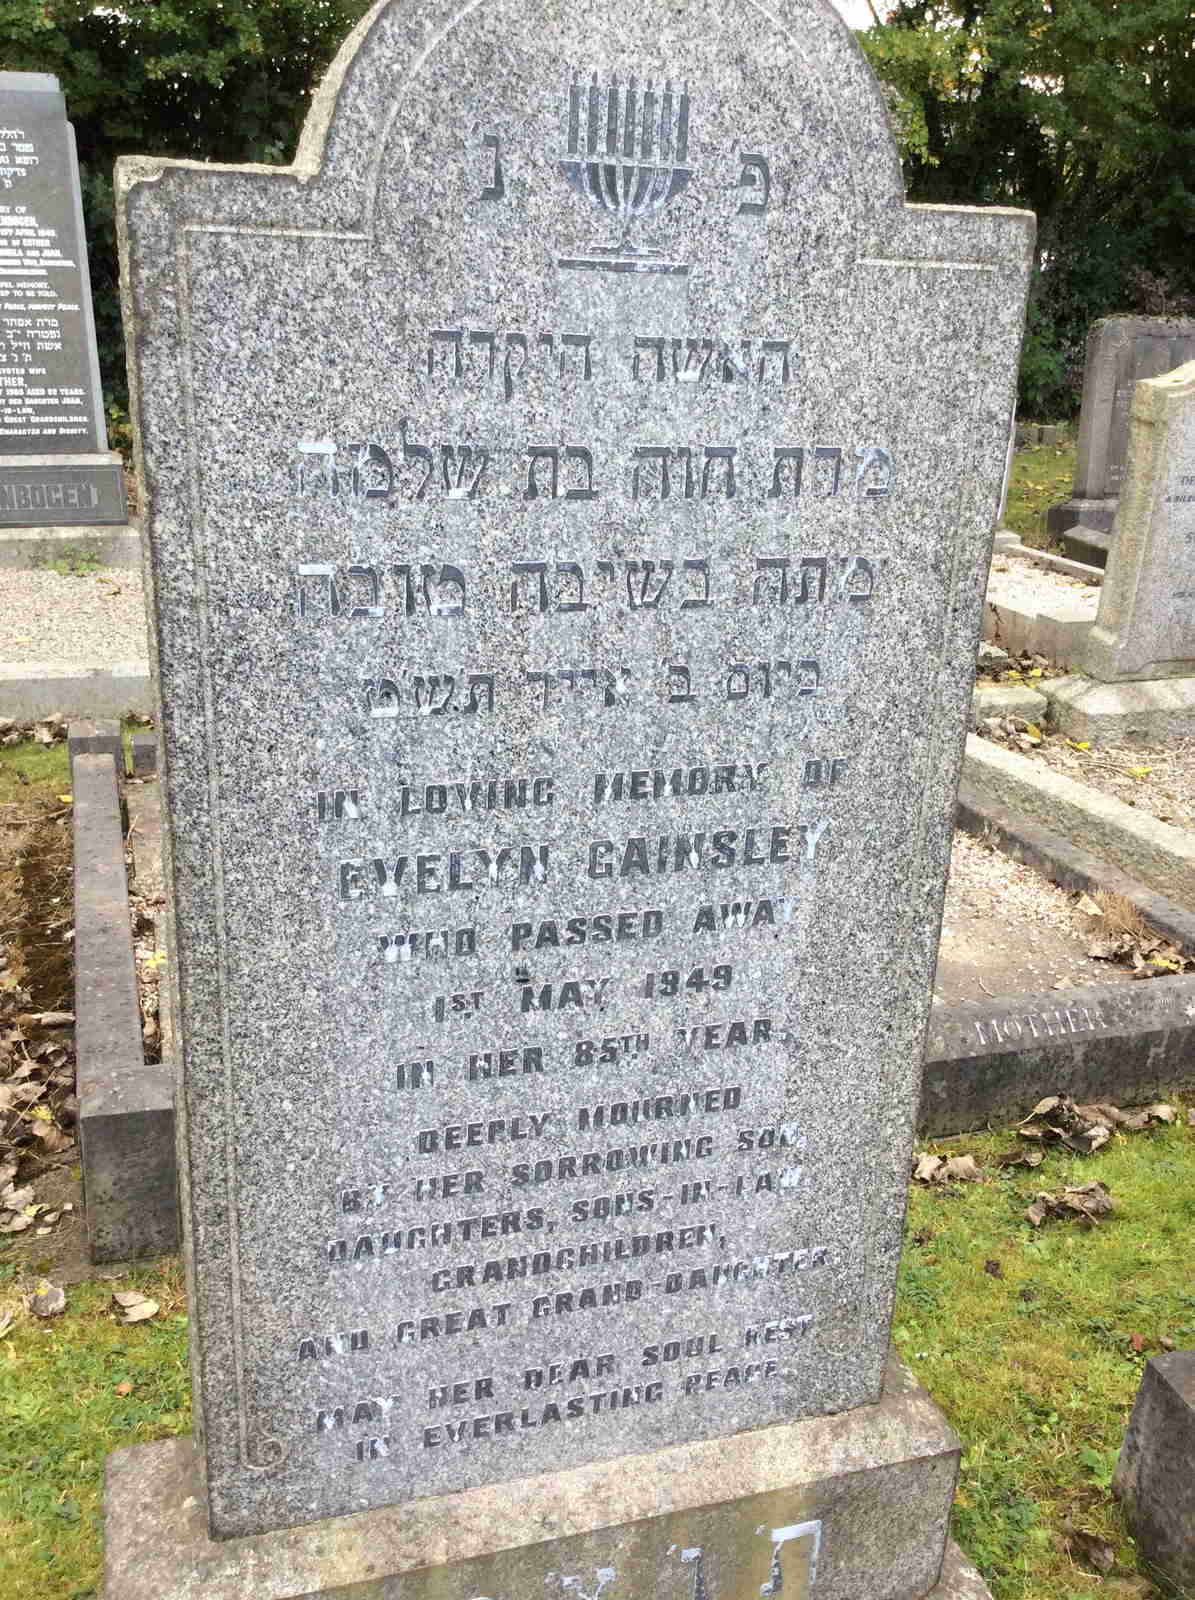 פ' נ'
האשה היקרה
מרת חוה בת שלמה
מתה בשיבה טובה
ביום ב' אייר תש"ט
IN LOVING MEMORY OF
EVELYN GAINSLEY
WHO PASSED AWAY
1ST. MAY 1949
IN HER 85TH YEAR.
DEEPLY MOURNED
BY HER SORROWING SON,
DAUGHTERS, SONS-IN-LAW
GRANDCHILDREN,
AND GREAT GRAND-DAUGHTER.
MAY HER DEAR SOUL REST
IN EVERLASTING PEACE.
MOTHER